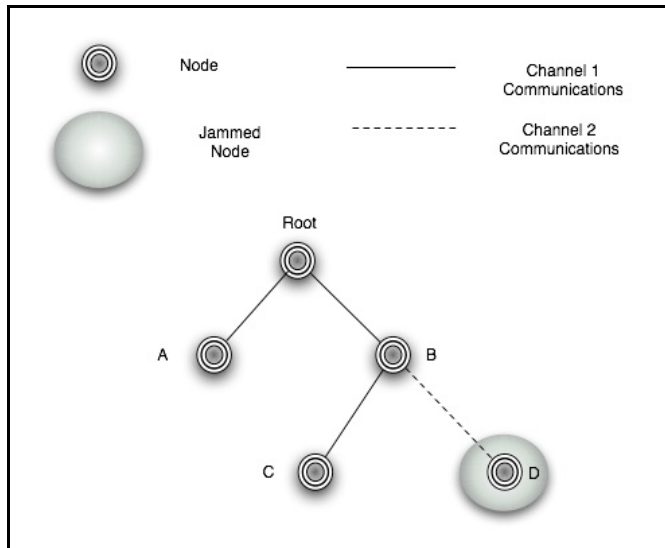 Node
Channel 1
Communications
Jammed
Node
Channel 2
Communications
Root
A
B
C
D